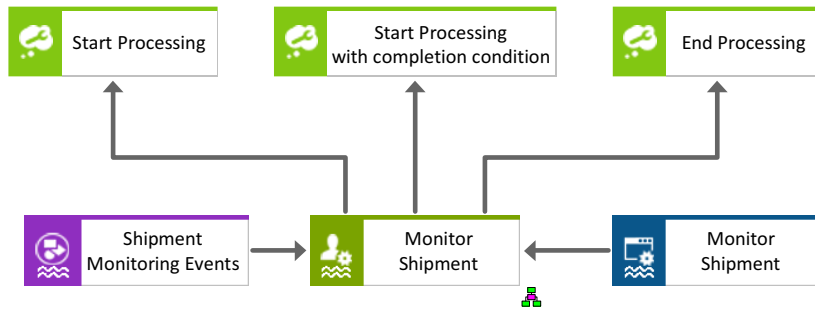 Start Processing
Start Processing
with completion condition
End Processing
Shipment
Monitoring Events
Monitor
Shipment
Monitor
Shipment